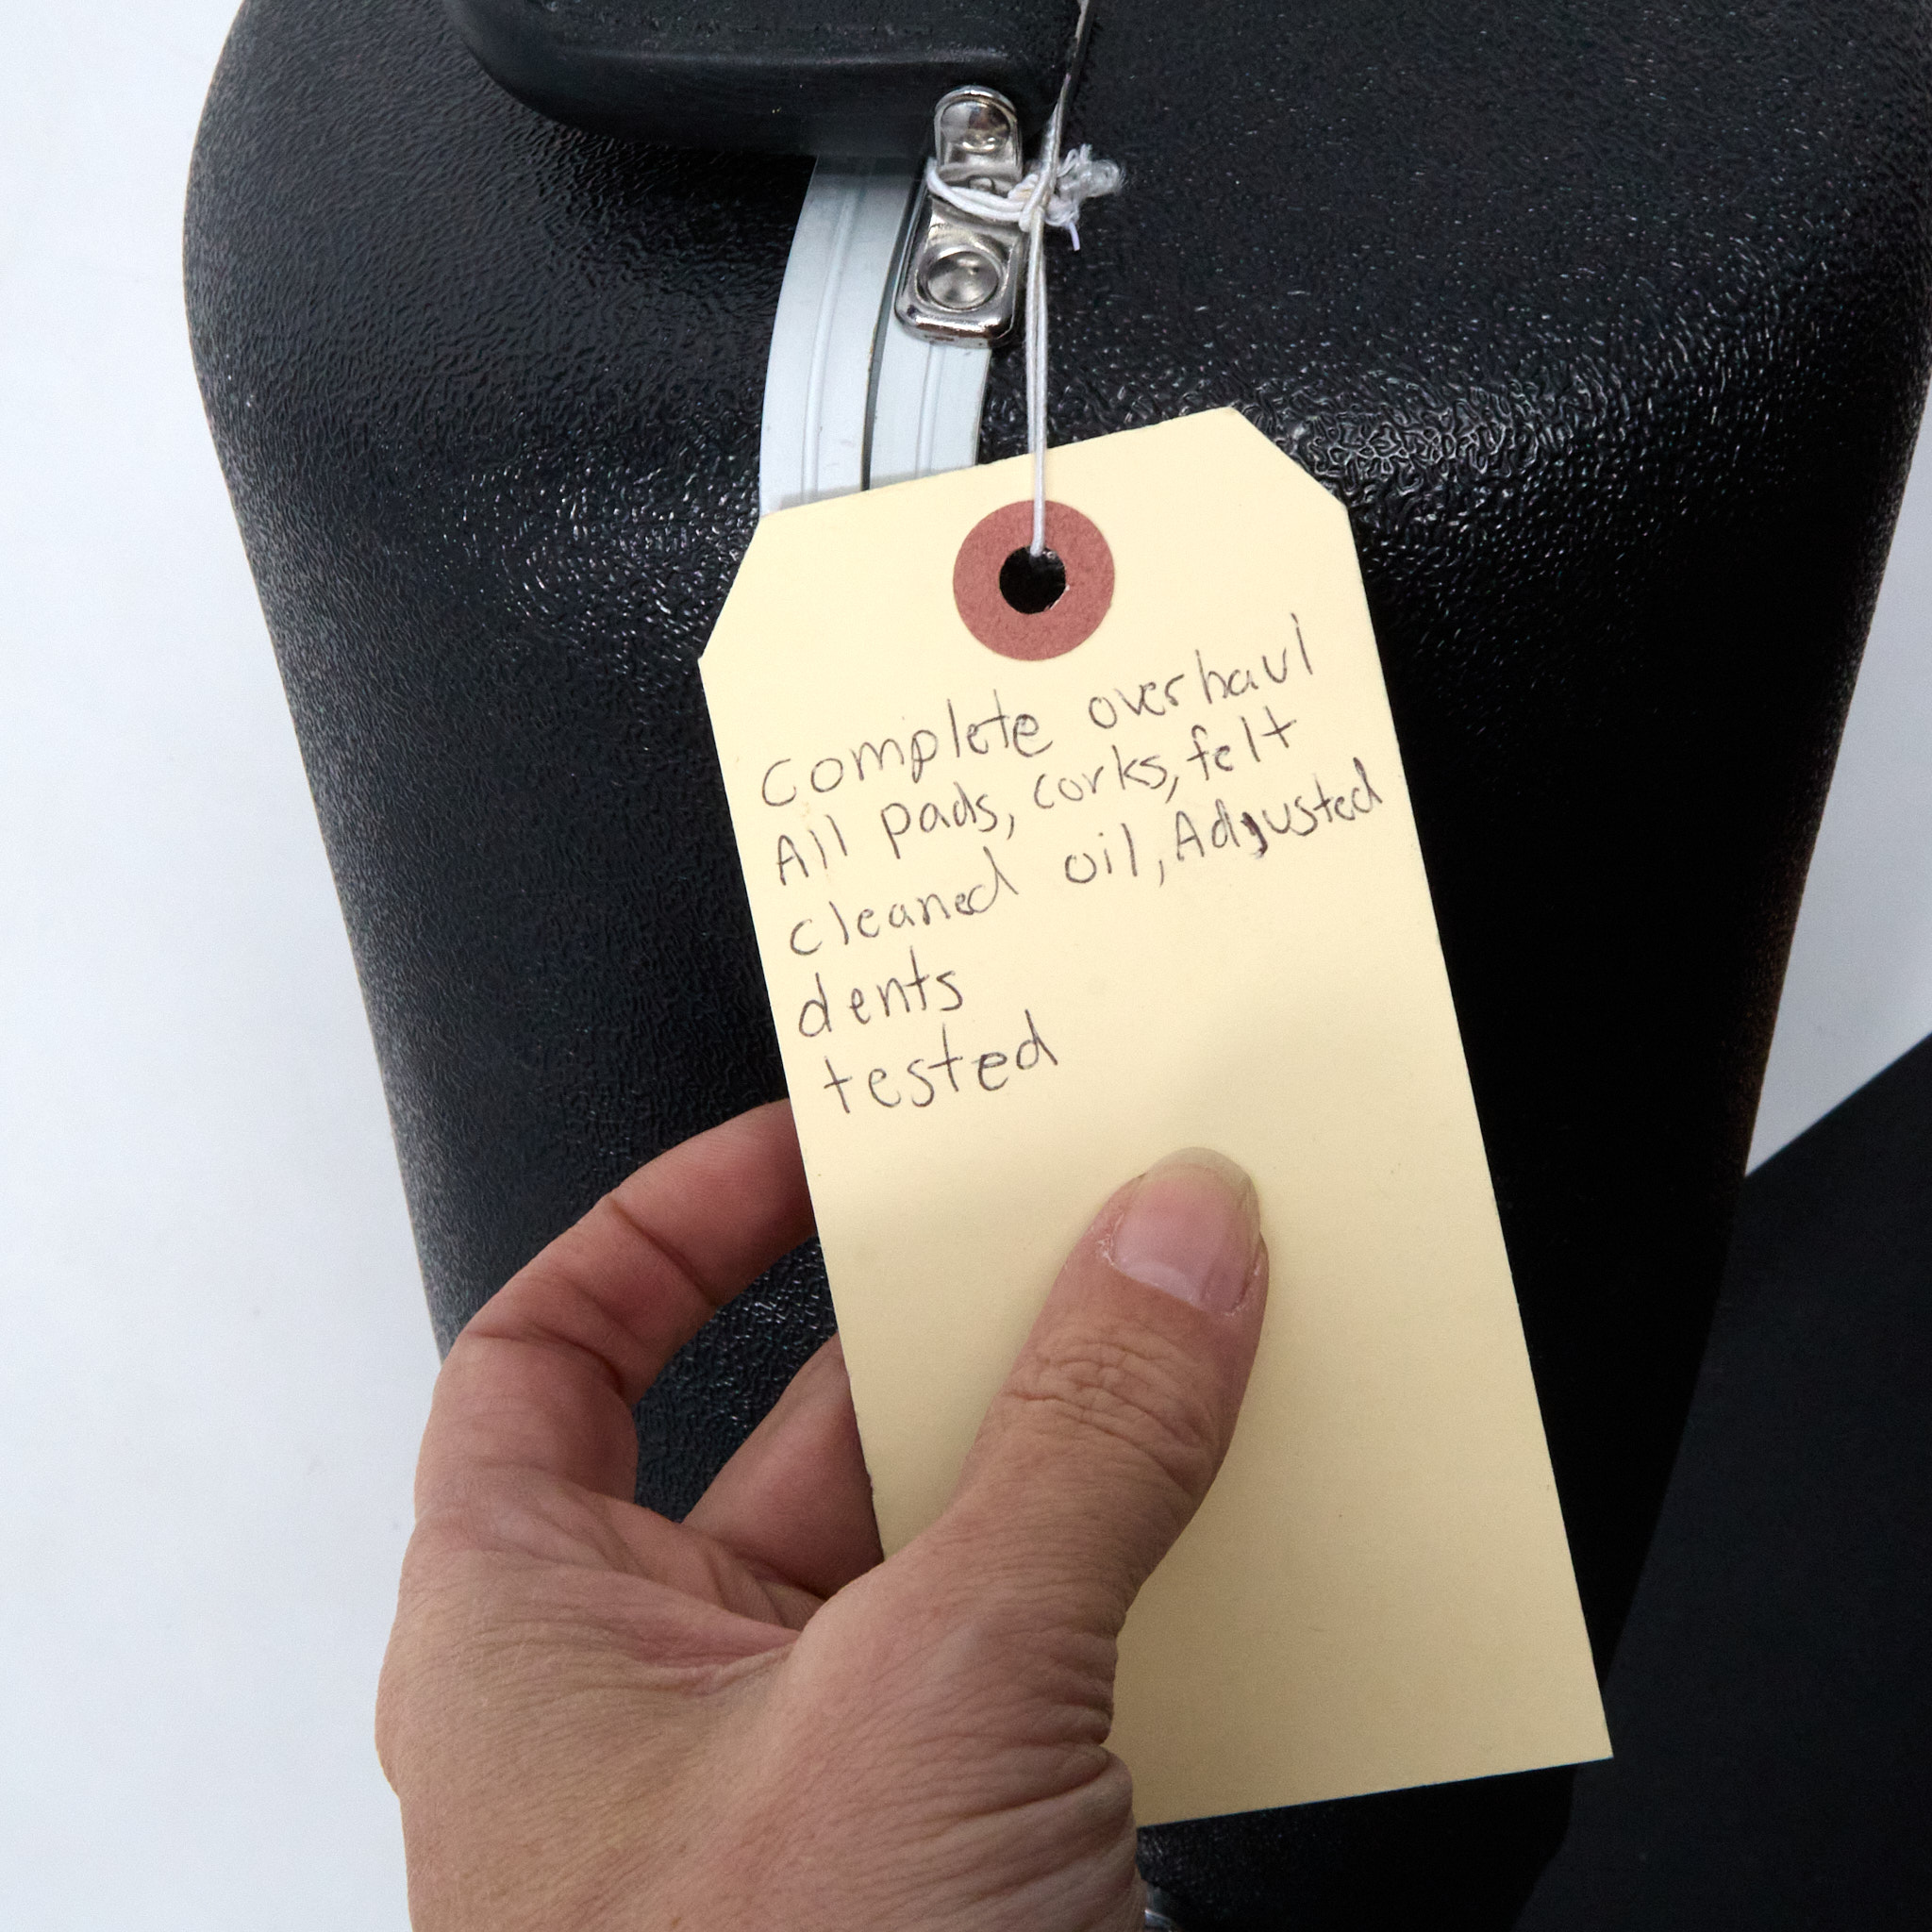 Complete overhaul
All pads, corks, felt
cleaned oil, Adjusted
dents
tested